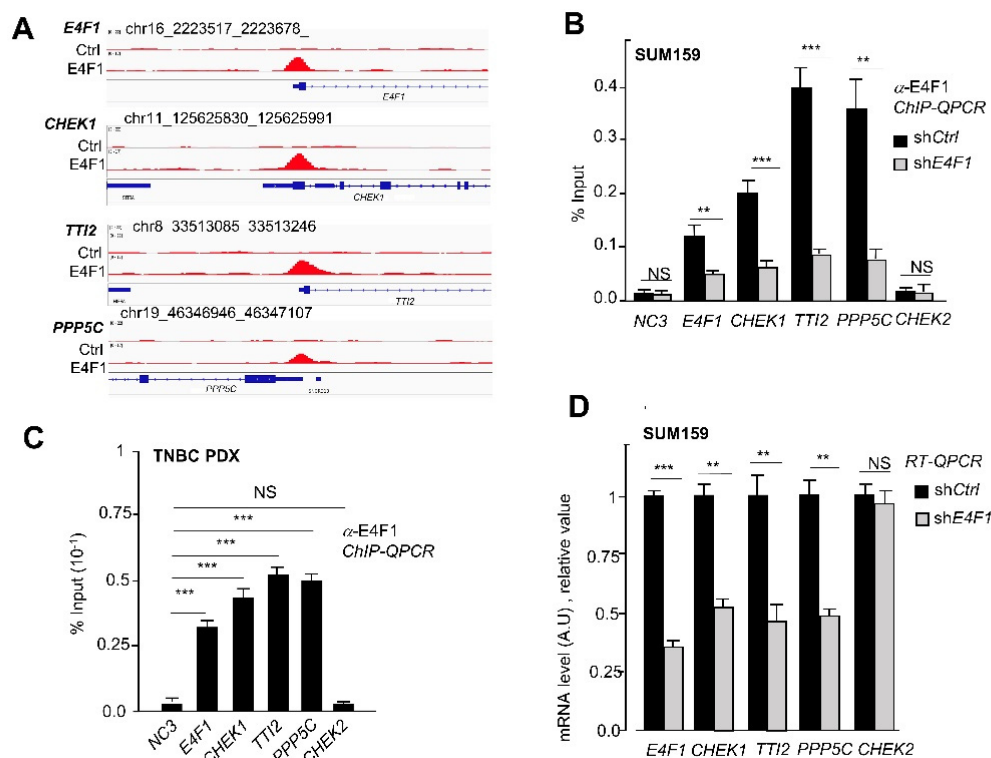 A
E4F1 chr16_2223517_2223678_
Ctrl
E4F1
E4F1
CHEK1 chr11_125625830_125625991
Ctrl
E4F1
CHEK1
TTI2 chr8_33513085_33513246
Ctrl
E4F1
TTI2
PPP5C chr19_46346946_46347107
Ctrl
E4F1
PPP5C
B
SUM159
α-E4F1
ChIP-QPCR
shCtrl
shE4F1
% Input
0.4
0.3
0.2
0.1
0.0
NS
**
***
***
**
NS
NC3 E4F1 CHEK1 TTI2 PPP5C CHEK2
C
TNBC PDX
α-E4F1
ChIP-QPCR
% Input (10-1)
1
0.75
0.5
0.25
0.0
NS
***
***
***
***
NC3 E4F1 CHEK1 TTI2 PPP5C CHEK2
D
SUM159
RT-QPCR
shCtrl
shE4F1
mRNA level (A.U) , relative value
1
0.75
0.5
0.25
0.0
*** ** ** ** NS
E4F1 CHEK1 TTI2 PPP5C CHEK2